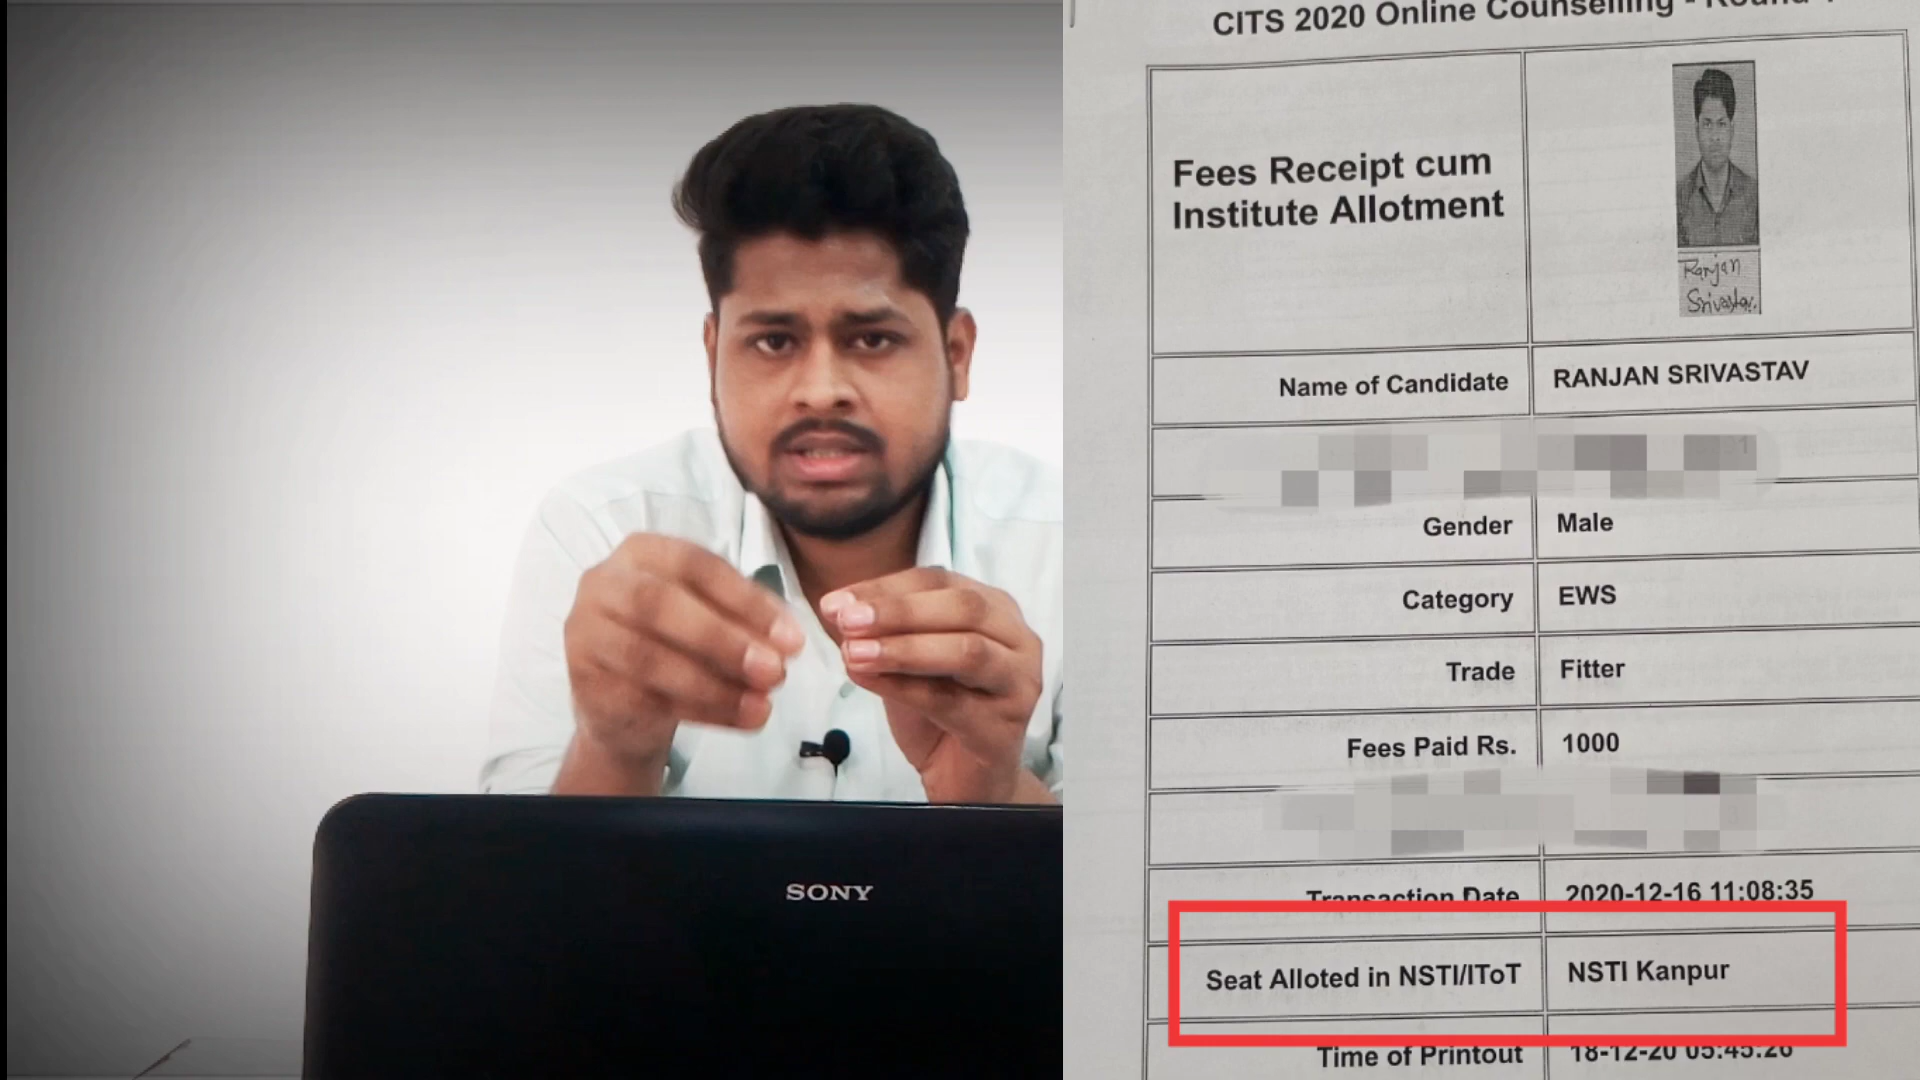 SONY
CITS 2020 Online Counselling - Round
Fees Receipt cum
Institute Allotment
Ranjan
Srivastav
Name of Candidate RANJAN SRIVASTAV
Gender Male
Category EWS
Trade Fitter
Fees Paid Rs. 1000
Transaction Date 2020-12-16 11:08:35
Seat Alloted in NSTI/IToT NSTI Kanpur
Time of Printout 18-12-20 05:45:26